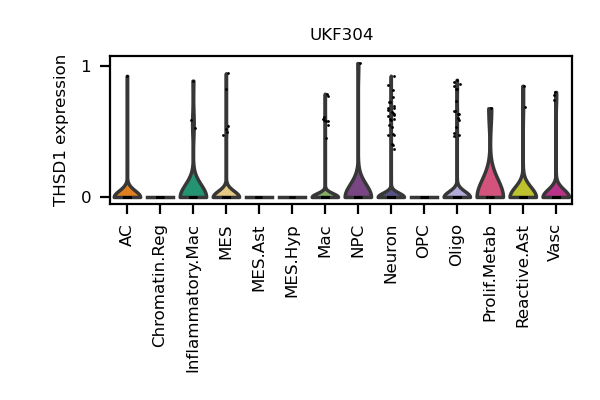 UKF304
THSD1 expression
1
0
AC
Chromatin.Reg
Inflammatory.Mac
MES
MES.Ast
MES.Hyp
Mac
NPC
Neuron
OPC
Oligo
Prolif.Metab
Reactive.Ast
Vasc